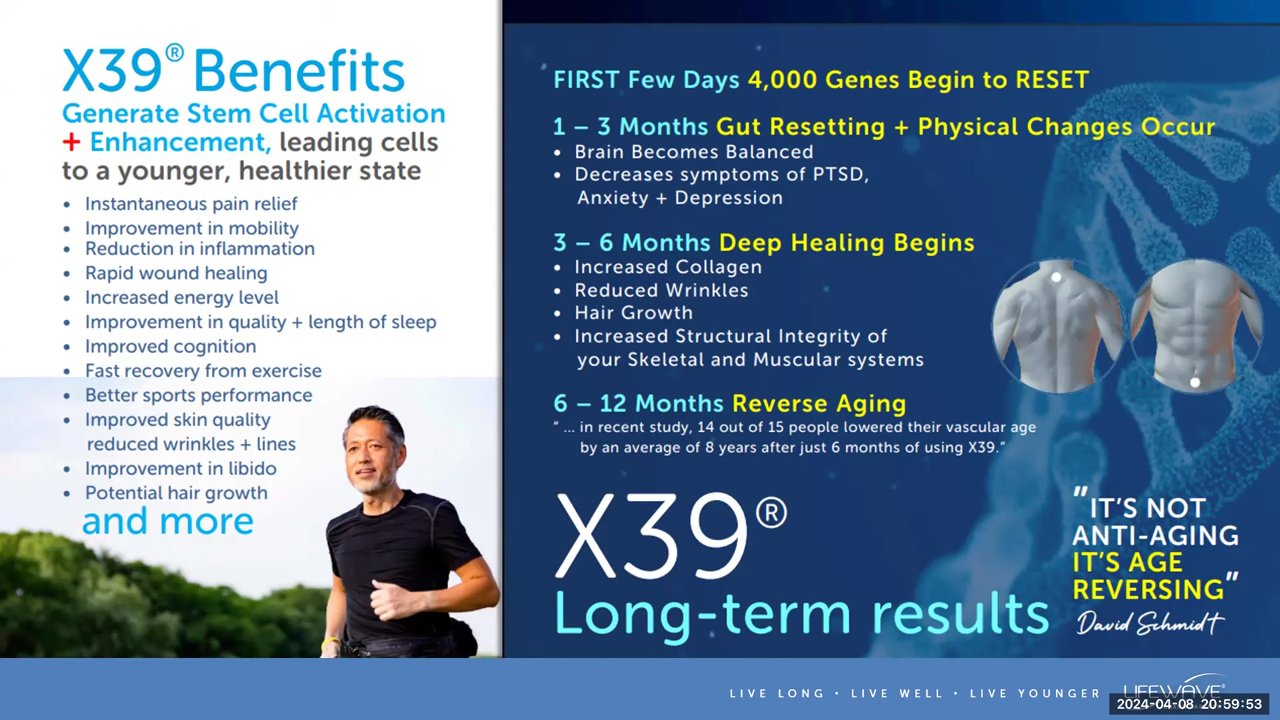 X39® Benefits
Generate Stem Cell Activation
+ Enhancement, leading cells
to a younger, healthier state
• Instantaneous pain relief
• Improvement in mobility
• Reduction in inflammation
• Rapid wound healing
• Increased energy level
• Improvement in quality + length of sleep
• Improved cognition
• Fast recovery from exercise
• Better sports performance
• Improved skin quality
reduced wrinkles + lines
• Improvement in libido
• Potential hair growth
and more
FIRST Few Days 4,000 Genes Begin to RESET
1 – 3 Months Gut Resetting + Physical Changes Occur
• Brain Becomes Balanced
• Decreases symptoms of PTSD,
Anxiety + Depression
3 – 6 Months Deep Healing Begins
• Increased Collagen
• Reduced Wrinkles
• Hair Growth
• Increased Structural Integrity of
your Skeletal and Muscular systems
6 – 12 Months Reverse Aging
" ... in recent study, 14 out of 15 people lowered their vascular age
by an average of 8 years after just 6 months of using X39."
X39®
Long-term results
"IT'S NOT
ANTI-AGING
IT'S AGE
REVERSING"
David Schmidt
LIVE LONG • LIVE WELL • LIVE YOUNGER
LIFEWAVE®
2024-04-08 20:59:53